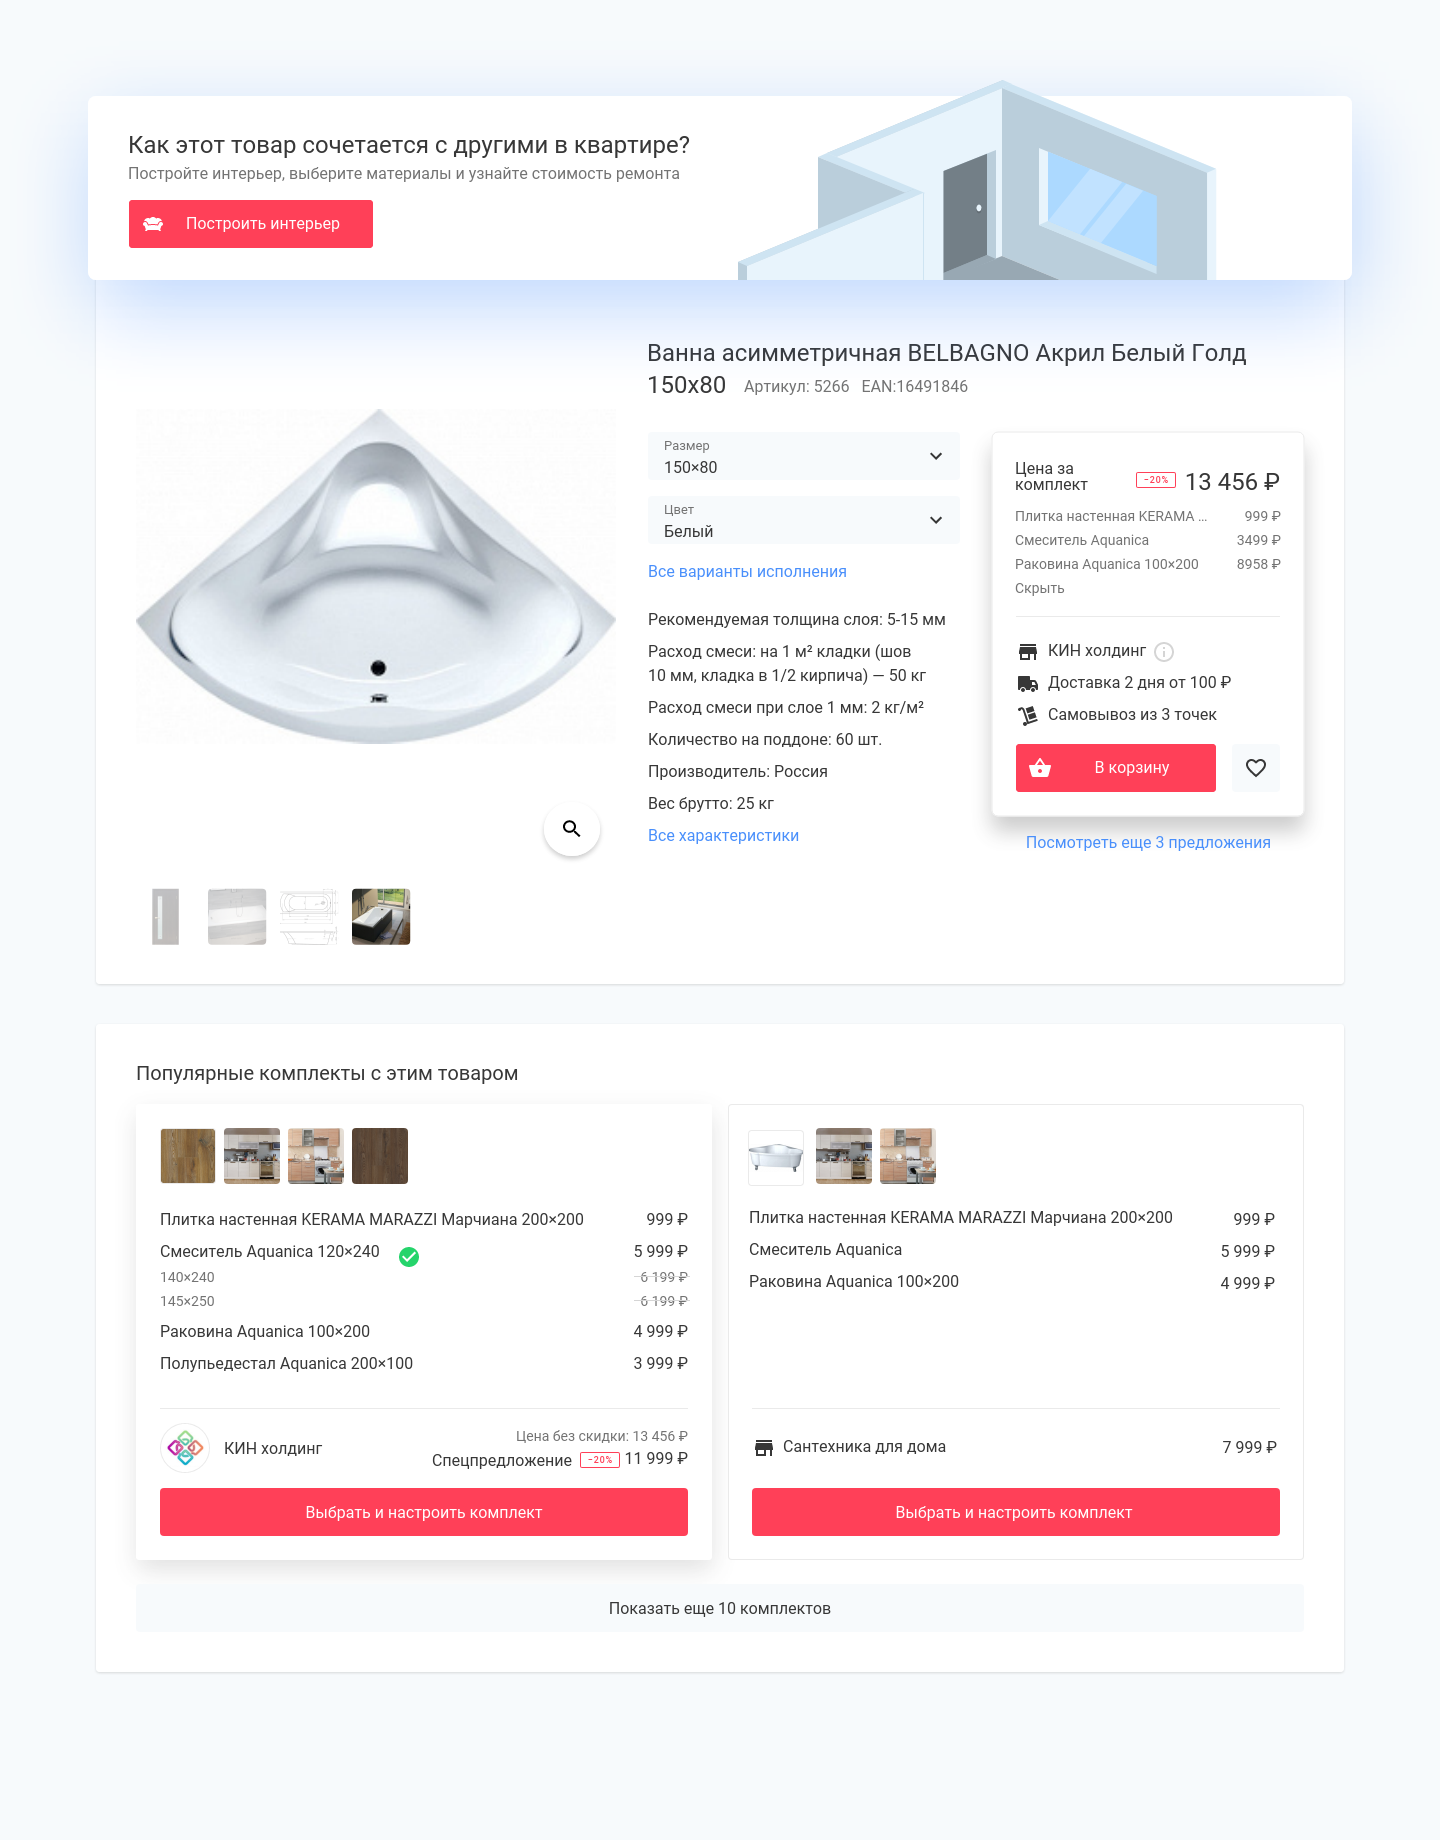 Как этот товар сочетается с другими в квартире?
Постройте интерьер, выберите материалы и узнайте стоимость ремонта
Построить интерьер
Ванна асимметричная BELBAGNO Акрил Белый Голд
150x80 Артикул: 5266 EAN:16491846
Размер
150×80
Цвет
Белый
Все варианты исполнения
Рекомендуемая толщина слоя: 5-15 мм
Расход смеси: на 1 м² кладки (шов
10 мм, кладка в 1/2 кирпича) — 50 кг
Расход смеси при слое 1 мм: 2 кг/м²
Количество на поддоне: 60 шт.
Производитель: Россия
Вес брутто: 25 кг
Все характеристики
Цена за
комплект
−20% 13 456 ₽
Плитка настенная KERAMA ... 999 ₽
Смеситель Aquanica 3499 ₽
Раковина Aquanica 100×200 8958 ₽
Скрыть
КИН холдинг
Доставка 2 дня от 100 ₽
Самовывоз из 3 точек
В корзину
Посмотреть еще 3 предложения
Популярные комплекты с этим товаром
Плитка настенная KERAMA MARAZZI Марчиана 200×200 999 ₽
Смеситель Aquanica 120×240 5 999 ₽
140×240 6 199 ₽
145×250 6 199 ₽
Раковина Aquanica 100×200 4 999 ₽
Полупьедестал Aquanica 200×100 3 999 ₽
КИН холдинг
Цена без скидки: 13 456 ₽
Спецпредложение −20% 11 999 ₽
Выбрать и настроить комплект
Плитка настенная KERAMA MARAZZI Марчиана 200×200 999 ₽
Смеситель Aquanica 5 999 ₽
Раковина Aquanica 100×200 4 999 ₽
Сантехника для дома 7 999 ₽
Выбрать и настроить комплект
Показать еще 10 комплектов